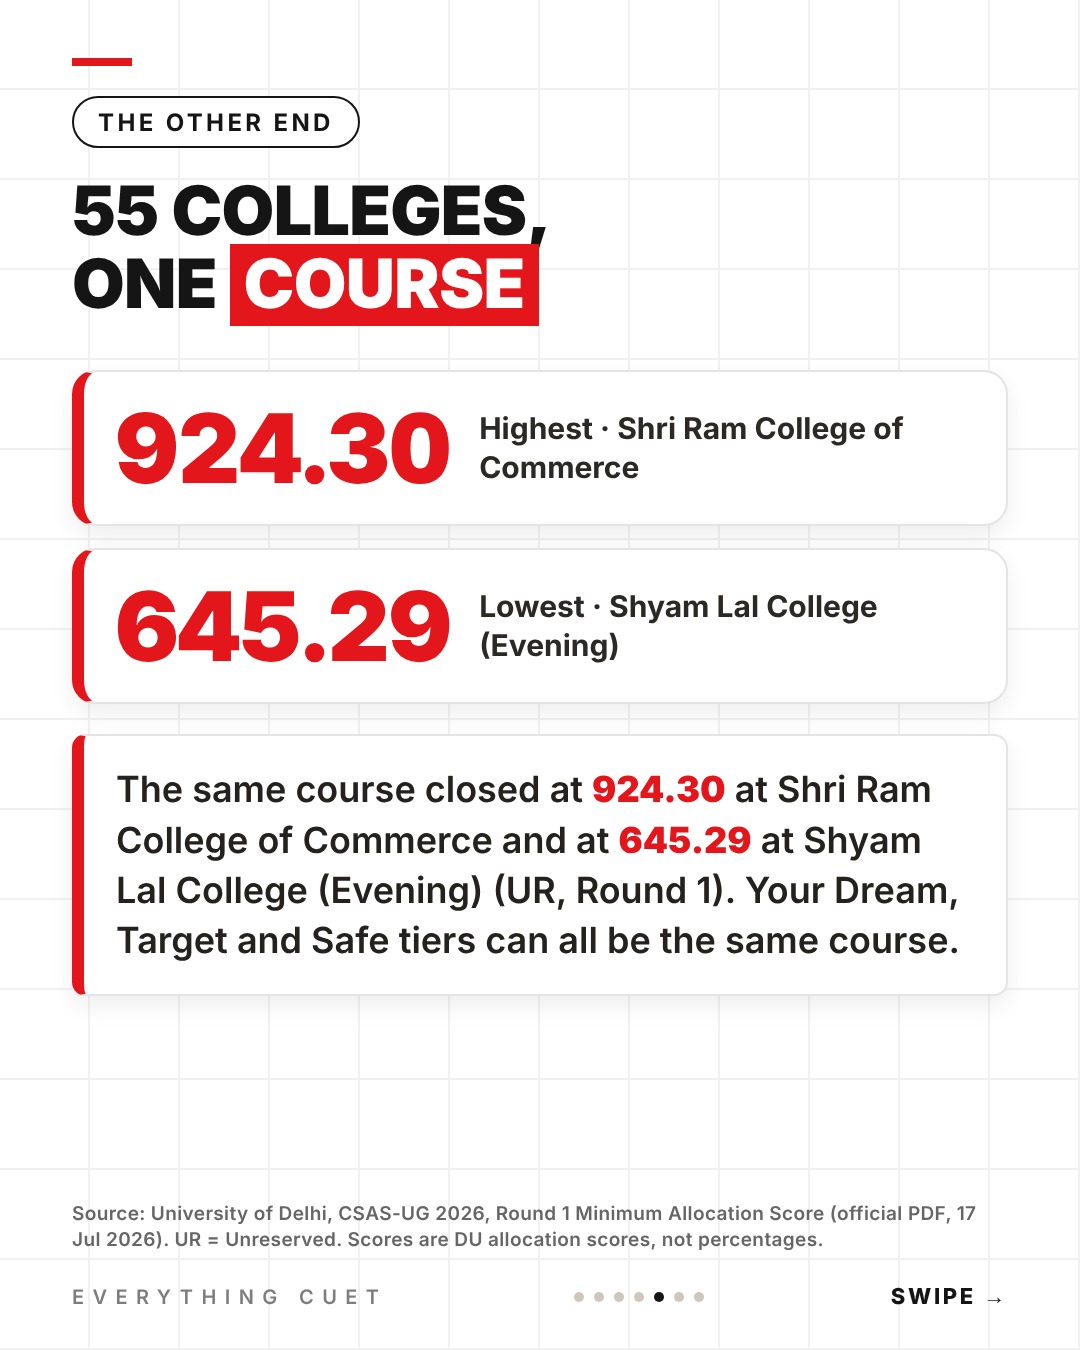 THE OTHER END
55 COLLEGES,
ONE COURSE
924.30
Highest · Shri Ram College of
Commerce
645.29
Lowest · Shyam Lal College
(Evening)
The same course closed at 924.30 at Shri Ram
College of Commerce and at 645.29 at Shyam
Lal College (Evening) (UR, Round 1). Your Dream,
Target and Safe tiers can all be the same course.
Source: University of Delhi, CSAS-UG 2026, Round 1 Minimum Allocation Score (official PDF, 17
Jul 2026). UR = Unreserved. Scores are DU allocation scores, not percentages.
EVERYTHING CUET
SWIPE →